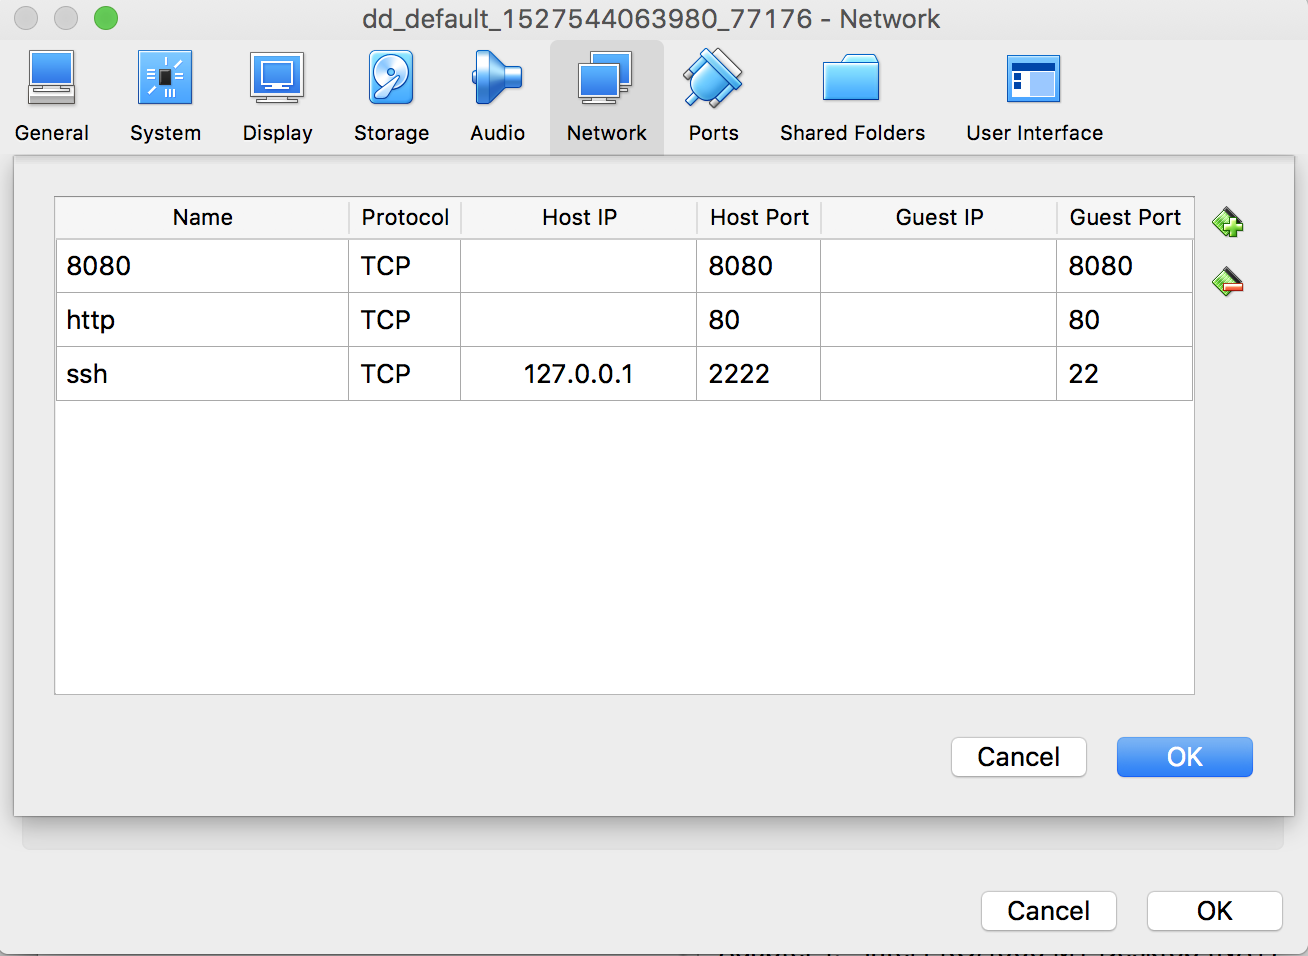 dd_default_1527544063980_77176 - Network
General System Display Storage Audio Network Ports Shared Folders User Interface
Name Protocol Host IP Host Port Guest IP Guest Port
8080 TCP 8080 8080
http TCP 80 80
ssh TCP 127.0.0.1 2222 22
Cancel OK
Cancel OK